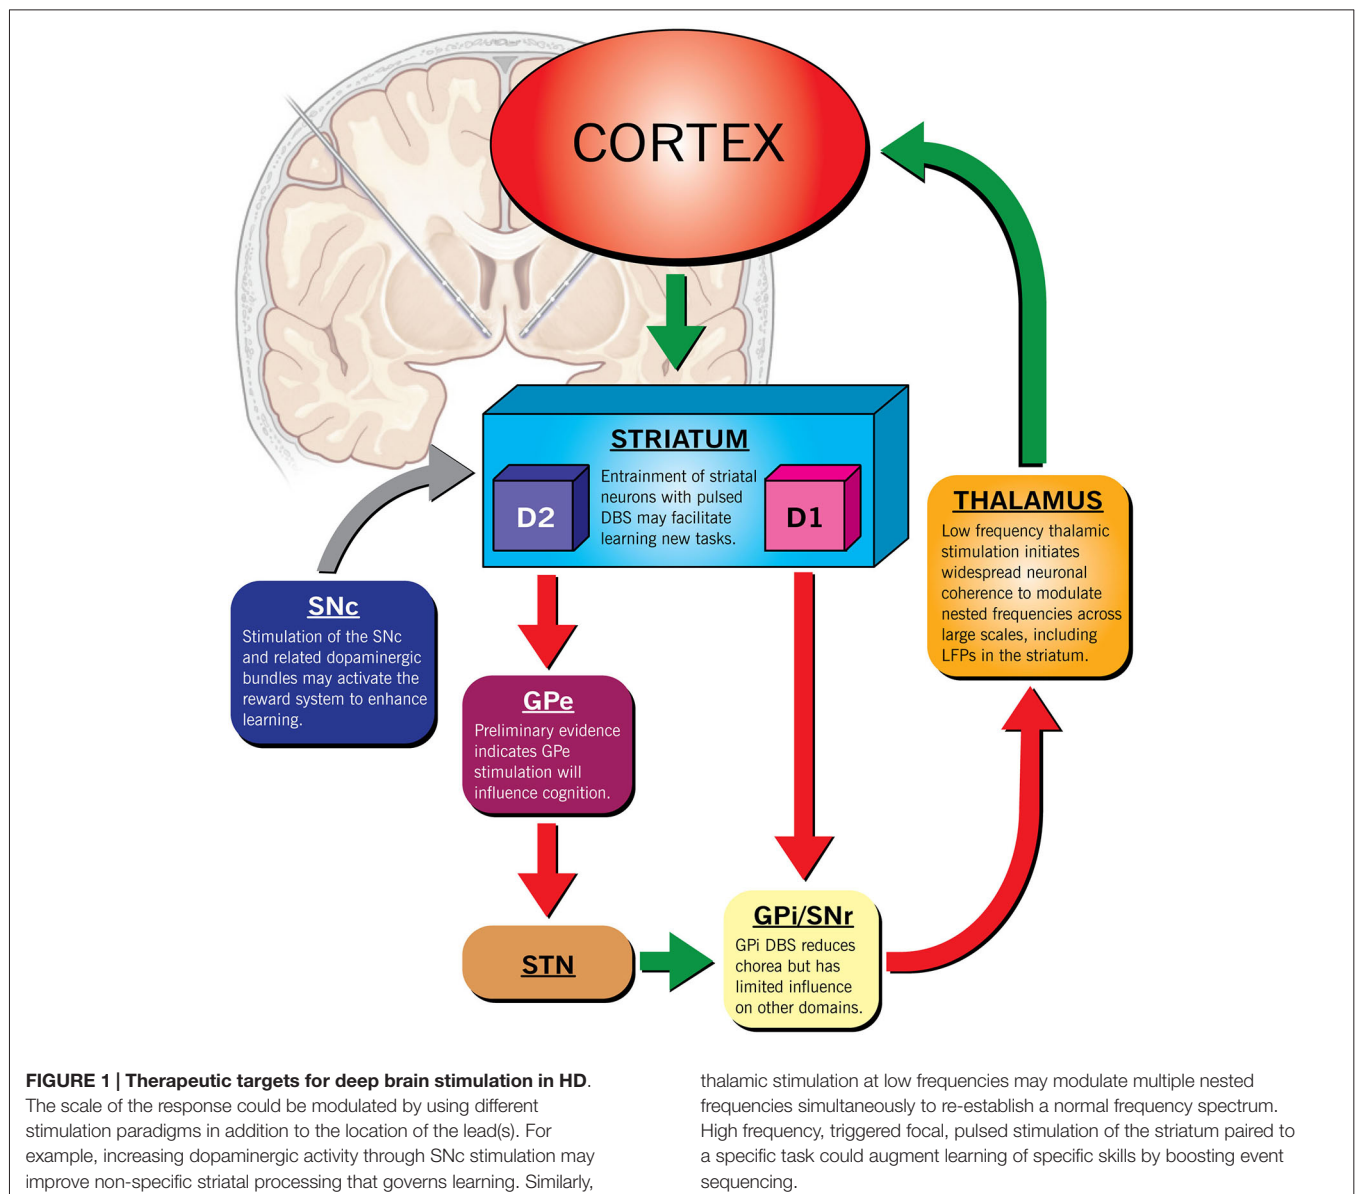 CORTEX
STRIATUM
Entrainment of striatal
neurons with pulsed
DBS may facilitate
learning new tasks.
D2
D1
THALAMUS
Low frequency thalamic
stimulation initiates
widespread neuronal
coherence to modulate
nested frequencies across
large scales, including
LFPs in the striatum.
SNc
Stimulation of the SNc
and related dopaminergic
bundles may activate the
reward system to enhance
learning.
GPe
Preliminary evidence
indicates GPe
stimulation will
influence cognition.
STN
GPi/SNr
GPi DBS reduces
chorea but has
limited influence
on other domains.
FIGURE 1 | Therapeutic targets for deep brain stimulation in HD.
The scale of the response could be modulated by using different
stimulation paradigms in addition to the location of the lead(s). For
example, increasing dopaminergic activity through SNc stimulation may
improve non-specific striatal processing that governs learning. Similarly,
thalamic stimulation at low frequencies may modulate multiple nested
frequencies simultaneously to re-establish a normal frequency spectrum.
High frequency, triggered focal, pulsed stimulation of the striatum paired to
a specific task could augment learning of specific skills by boosting event
sequencing.